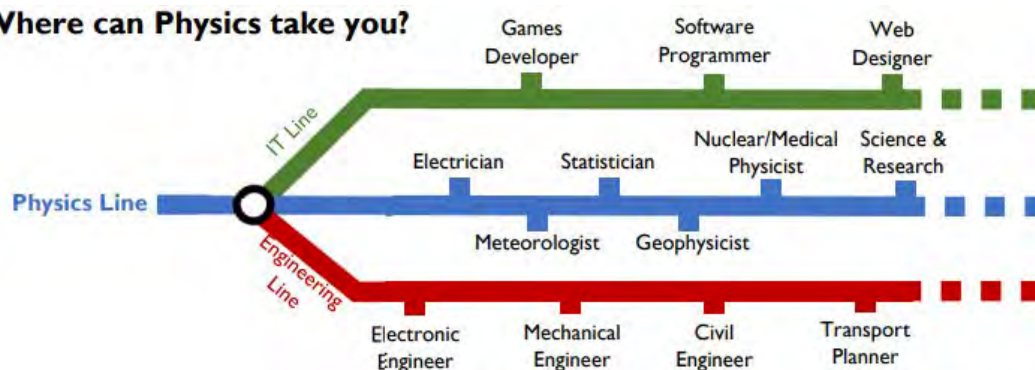 Where can Physics take you?
Games
Developer
Software
Programmer
Web
Designer
IT Line
Electrician
Statistician
Nuclear/Medical
Physicist
Science &
Research
Physics Line
Meteorologist
Geophysicist
Engineering
Line
Electronic
Engineer
Mechanical
Engineer
Civil
Engineer
Transport
Planner